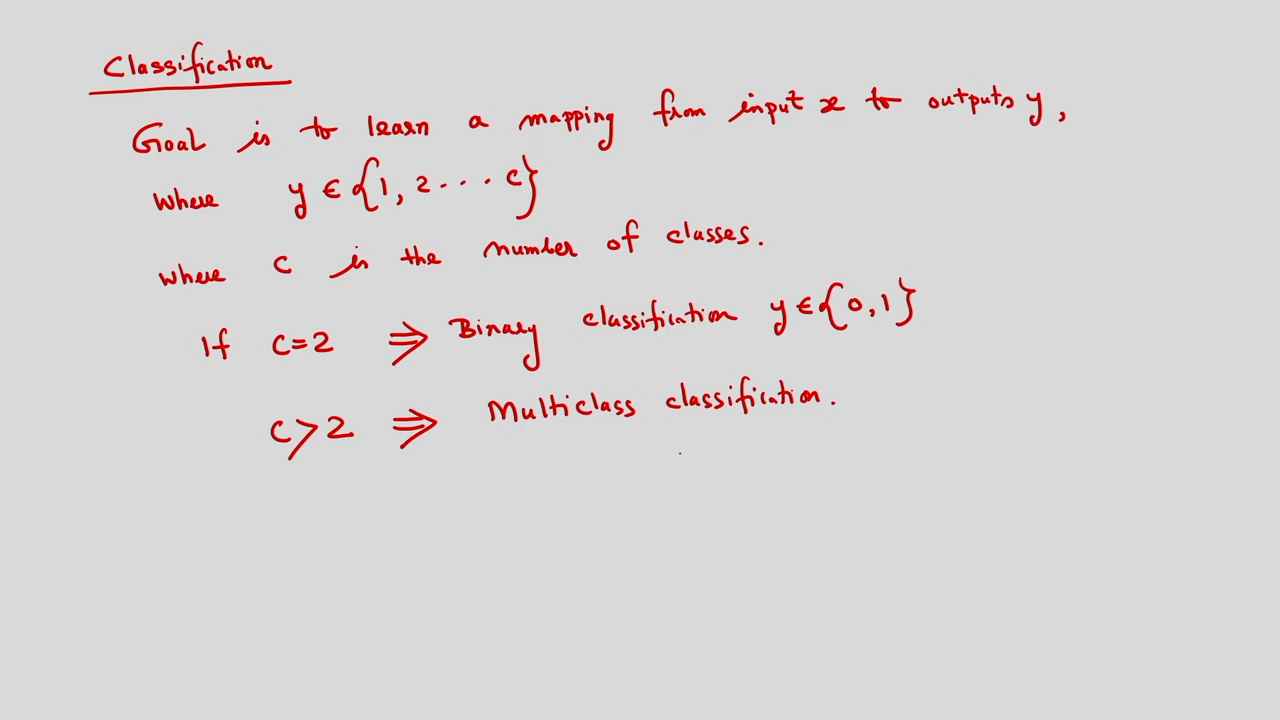 Classification
Goal is to learn a mapping from input x to outputs y,
Where y ∈ {1, 2 ... c}
where c is the number of classes.
If c=2 ⇒ Binary classification y ∈ {0,1}
c>2 ⇒ Multiclass classification.